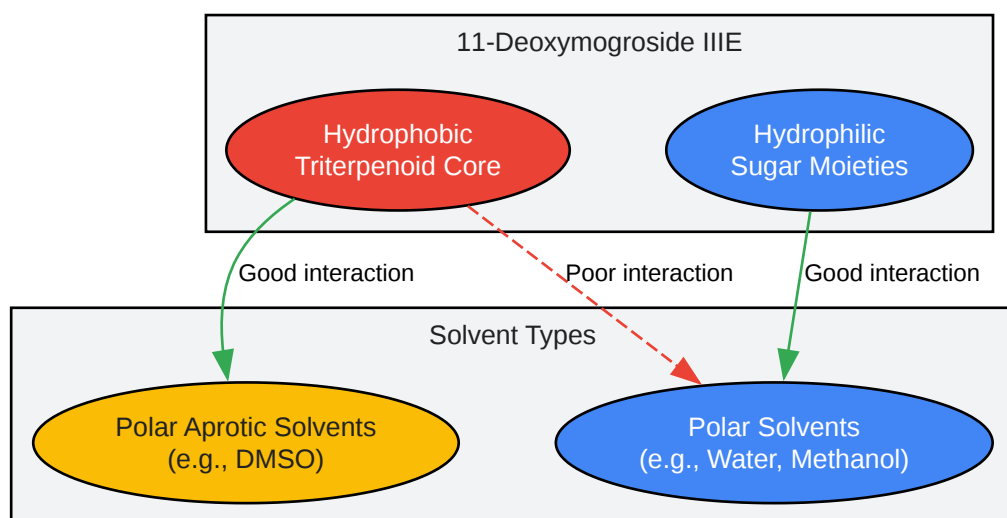 11-Deoxymogroside IIIE
Hydrophobic
Triterpenoid Core
Hydrophilic
Sugar Moieties
Good interaction
Poor interaction
Good interaction
Solvent Types
Polar Aprotic Solvents
(e.g., DMSO)
Polar Solvents
(e.g., Water, Methanol)